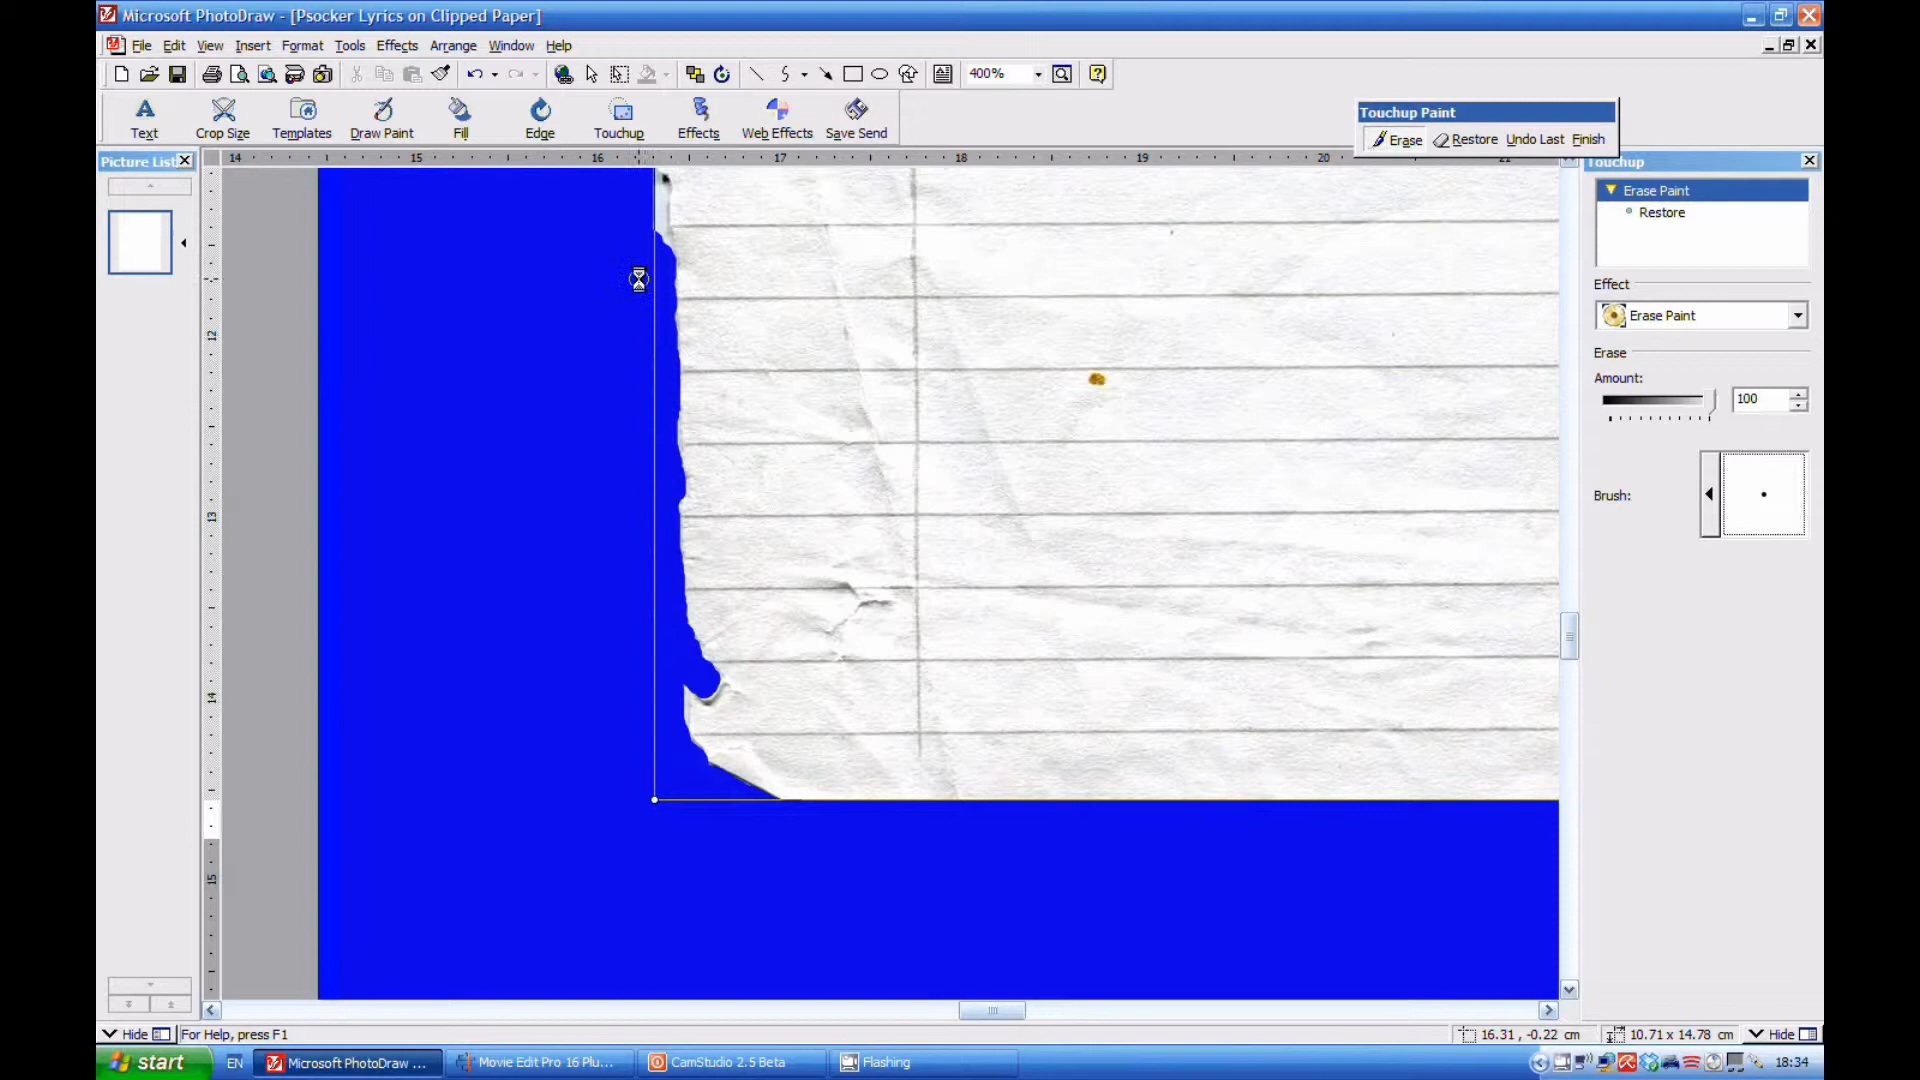 Microsoft PhotoDraw - [Psocker Lyrics on Clipped Paper]
File Edit View Insert Format Tools Effects Arrange Window Help
400%
Text Crop Size Templates Draw Paint Fill Edge Touchup Effects Web Effects Save Send
Touchup Paint
Erase Restore Undo Last Finish
Picture List
14 15 16 17 18 19 20
Touchup
Erase Paint
Restore
Effect
Erase Paint
Erase
Amount:
100
Brush:
12
13
14
15
Hide For Help, press F1 16.31, -0.22 cm 10.71 x 14.78 cm Hide
start EN Microsoft PhotoDraw ... Movie Edit Pro 16 Plu... CamStudio 2.5 Beta Flashing 18:34